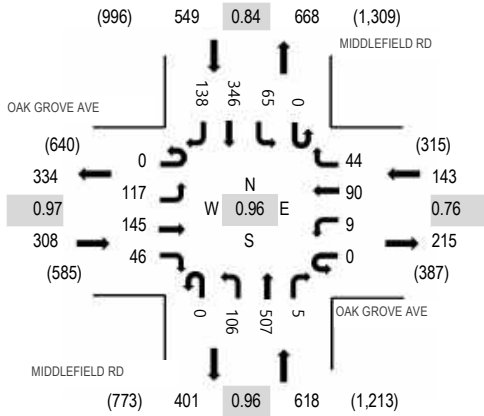 (996) 549 0.84 668 (1,309)
MIDDLEFIELD RD
138 346 65 0
OAK GROVE AVE
(640) (315)
0 44
334 143
117 N 90
0.97 W 0.96 E 0.76
145 9
308 S 215
46 0
(585) (387)
0 106 507 5
OAK GROVE AVE
MIDDLEFIELD RD
(773) 401 0.96 618 (1,213)